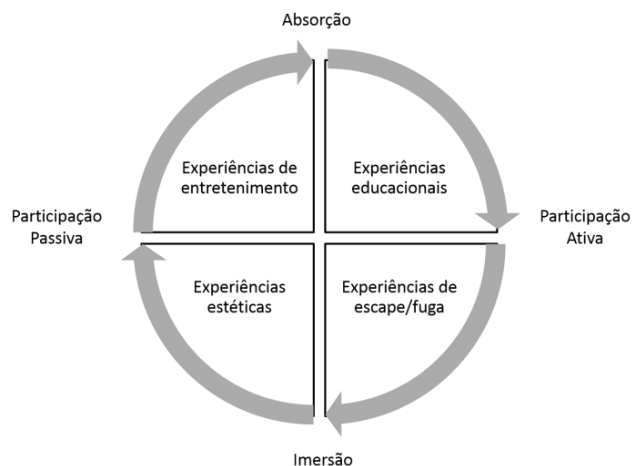 Absorção
Experiências de
entretenimento
Experiências
educacionais
Participação
Passiva
Participação
Ativa
Experiências
estéticas
Experiências de
escape/fuga
Imersão